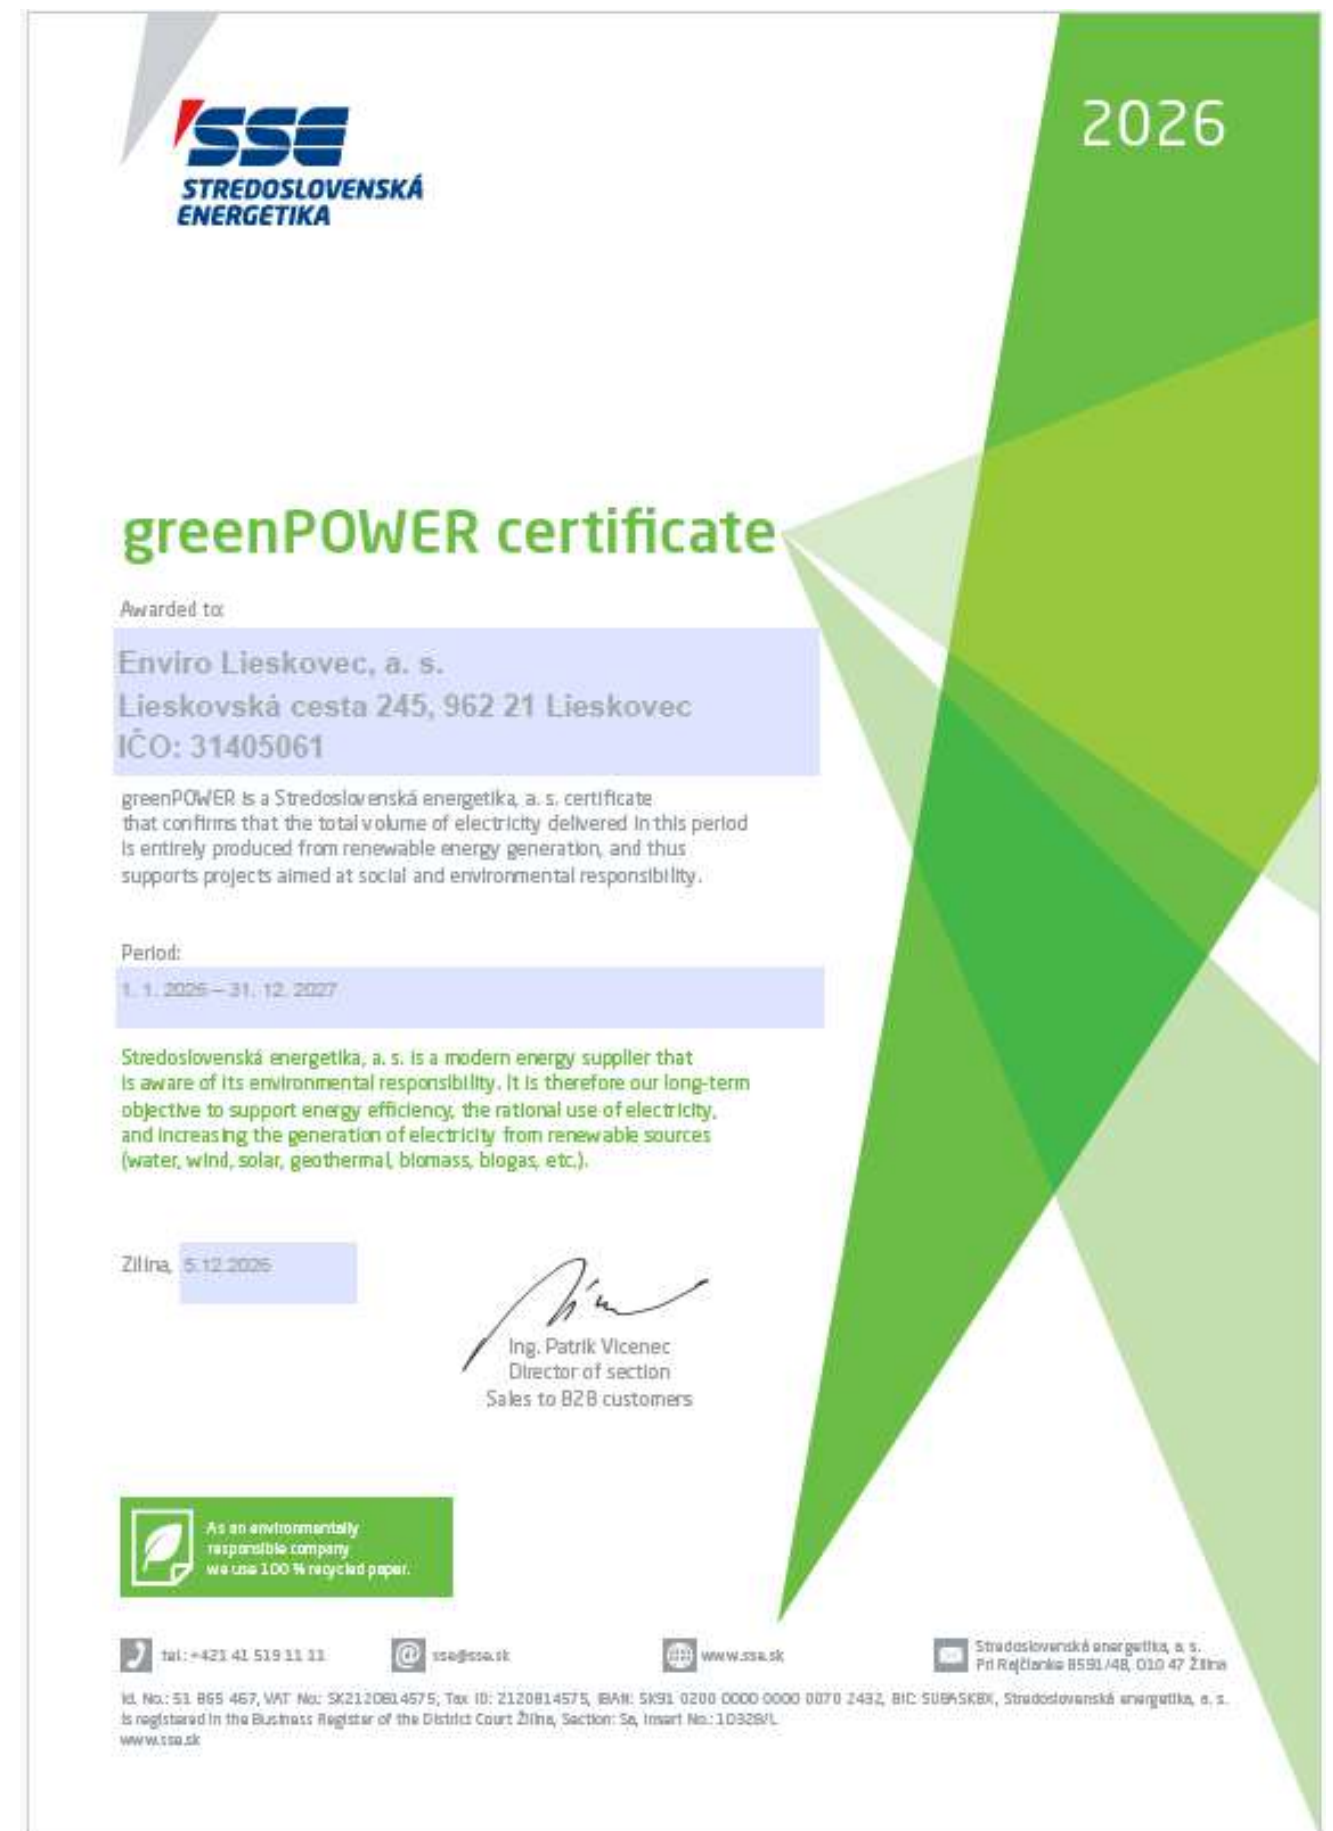 SSE
STREDOSLOVENSKÁ
ENERGETIKA
2026
greenPOWER certificate
Awarded to:
Enviro Lieskovec, a. s.
Lieskovská cesta 245, 962 21 Lieskovec
IČO: 31405061
greenPOWER is a Stredoslovenská energetika, a. s. certificate
that confirms that the total volume of electricity delivered in this period
is entirely produced from renewable energy generation, and thus
supports projects aimed at social and environmental responsibility.
Period:
1. 1. 2026 – 31. 12. 2027
Stredoslovenská energetika, a. s. is a modern energy supplier that
is aware of its environmental responsibility. It is therefore our long-term
objective to support energy efficiency, the rational use of electricity,
and increasing the generation of electricity from renewable sources
(water, wind, solar, geothermal, biomass, biogas, etc.).
Žilina, 5.12.2026
Ing. Patrik Vicenec
Director of section
Sales to B2B customers
As an environmentally
responsible company
we use 100 % recycled paper.
tel.: +421 41 519 11 11
sse@sse.sk
www.sse.sk
Stredoslovenská energetika, a. s.
Pri Rajčianke 8591/4B, 010 47 Žilina
Id. No.: 51 865 467, VAT No.: SK2120814575, Tax ID: 2120814575, IBAN: SK91 0200 0000 0000 0070 2432, BIC: SUBASKBX, Stredoslovenská energetika, a. s.
is registered in the Business Register of the District Court Žilina, Section: Sa, Insert No.: 10328/L
www.sse.sk